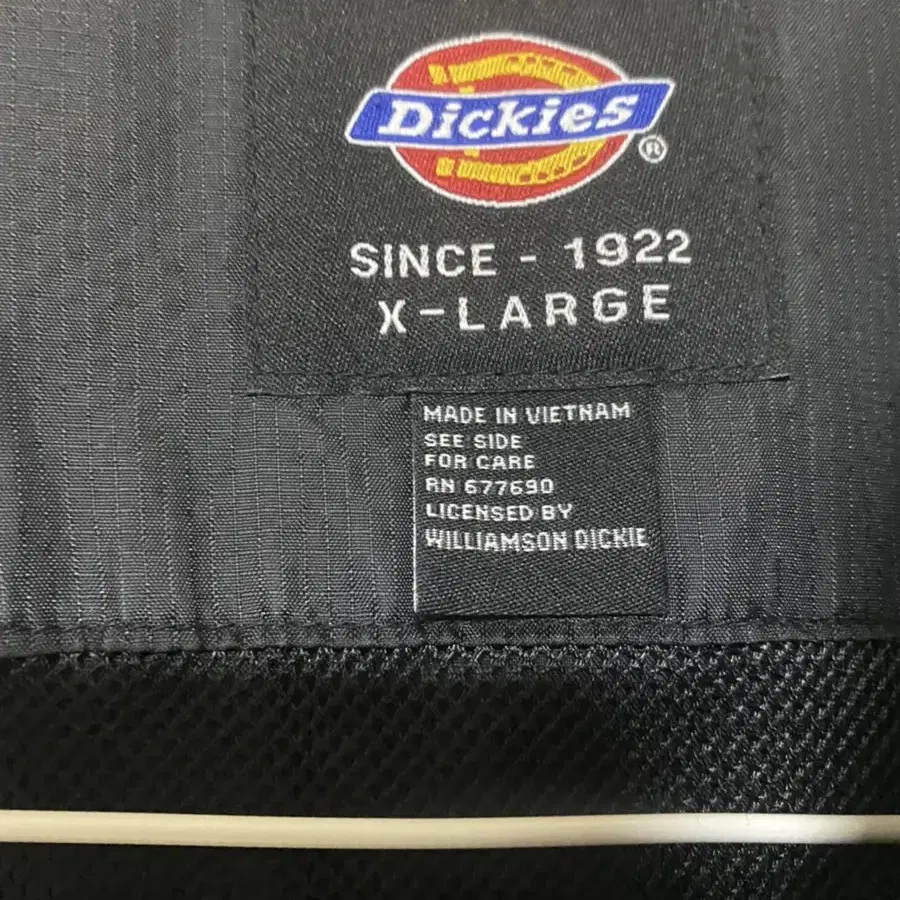 Dickies®
SINCE - 1922
X-LARGE
MADE IN VIETNAM
SEE SIDE
FOR CARE
RN 677690
LICENSED BY
WILLIAMSON DICKIE